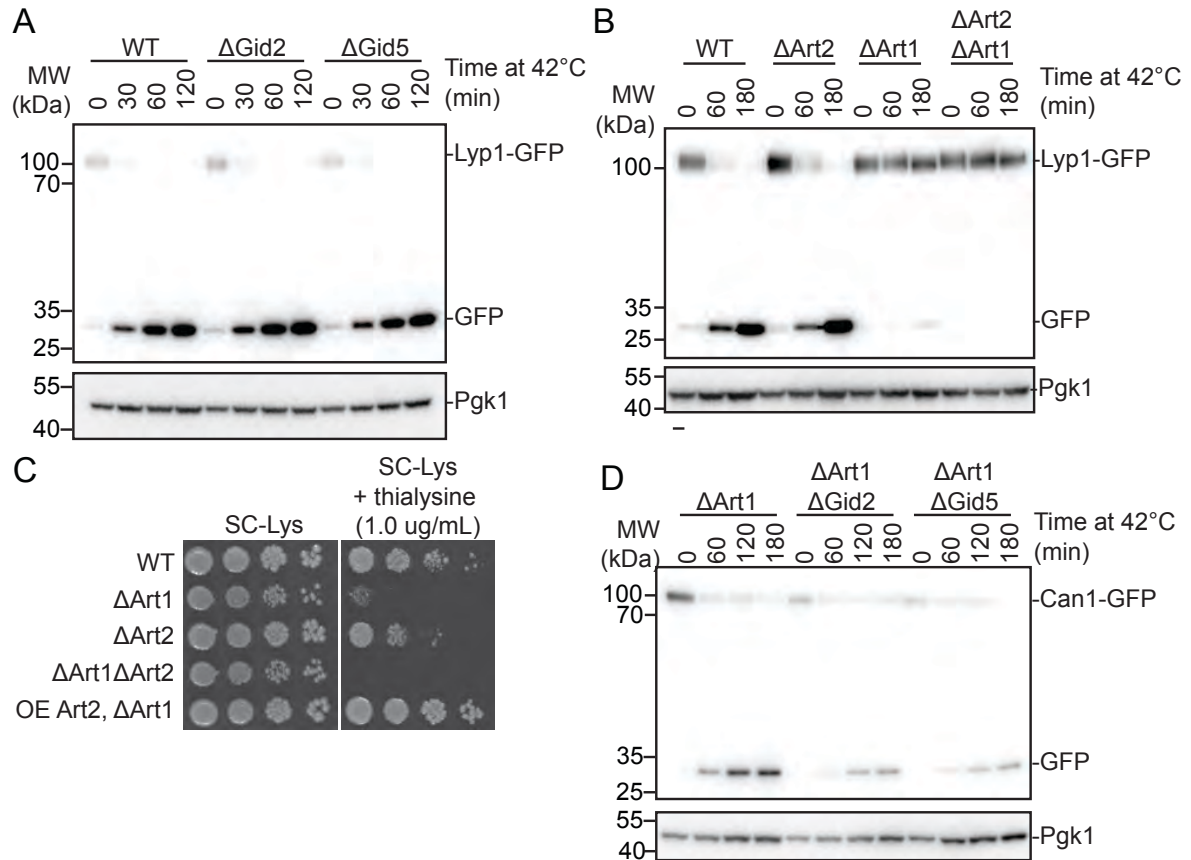 A
WT ΔGid2 ΔGid5
MW
(kDa)
0 30 60 120 0 30 60 120 0 30 60 120
Time at 42°C
(min)
100
70
35
25
55
40
-Lyp1-GFP
-GFP
-Pgk1
B
WT ΔArt2 ΔArt1 ΔArt2
ΔArt1
MW
(kDa)
0 60 180 0 60 180 0 60 180 0 60 180
Time at 42°C
(min)
100
35
25
55
40
-Lyp1-GFP
-GFP
-Pgk1
C
SC-Lys
SC-Lys
+ thialysine
(1.0 ug/mL)
WT
ΔArt1
ΔArt2
ΔArt1ΔArt2
OE Art2, ΔArt1
D
ΔArt1
ΔArt1
ΔGid2
ΔArt1
ΔGid5
MW
(kDa)
0 60 120 180 0 60 120 180 0 60 120 180
Time at 42°C
(min)
100
70
35
25
55
40
-Can1-GFP
-GFP
-Pgk1